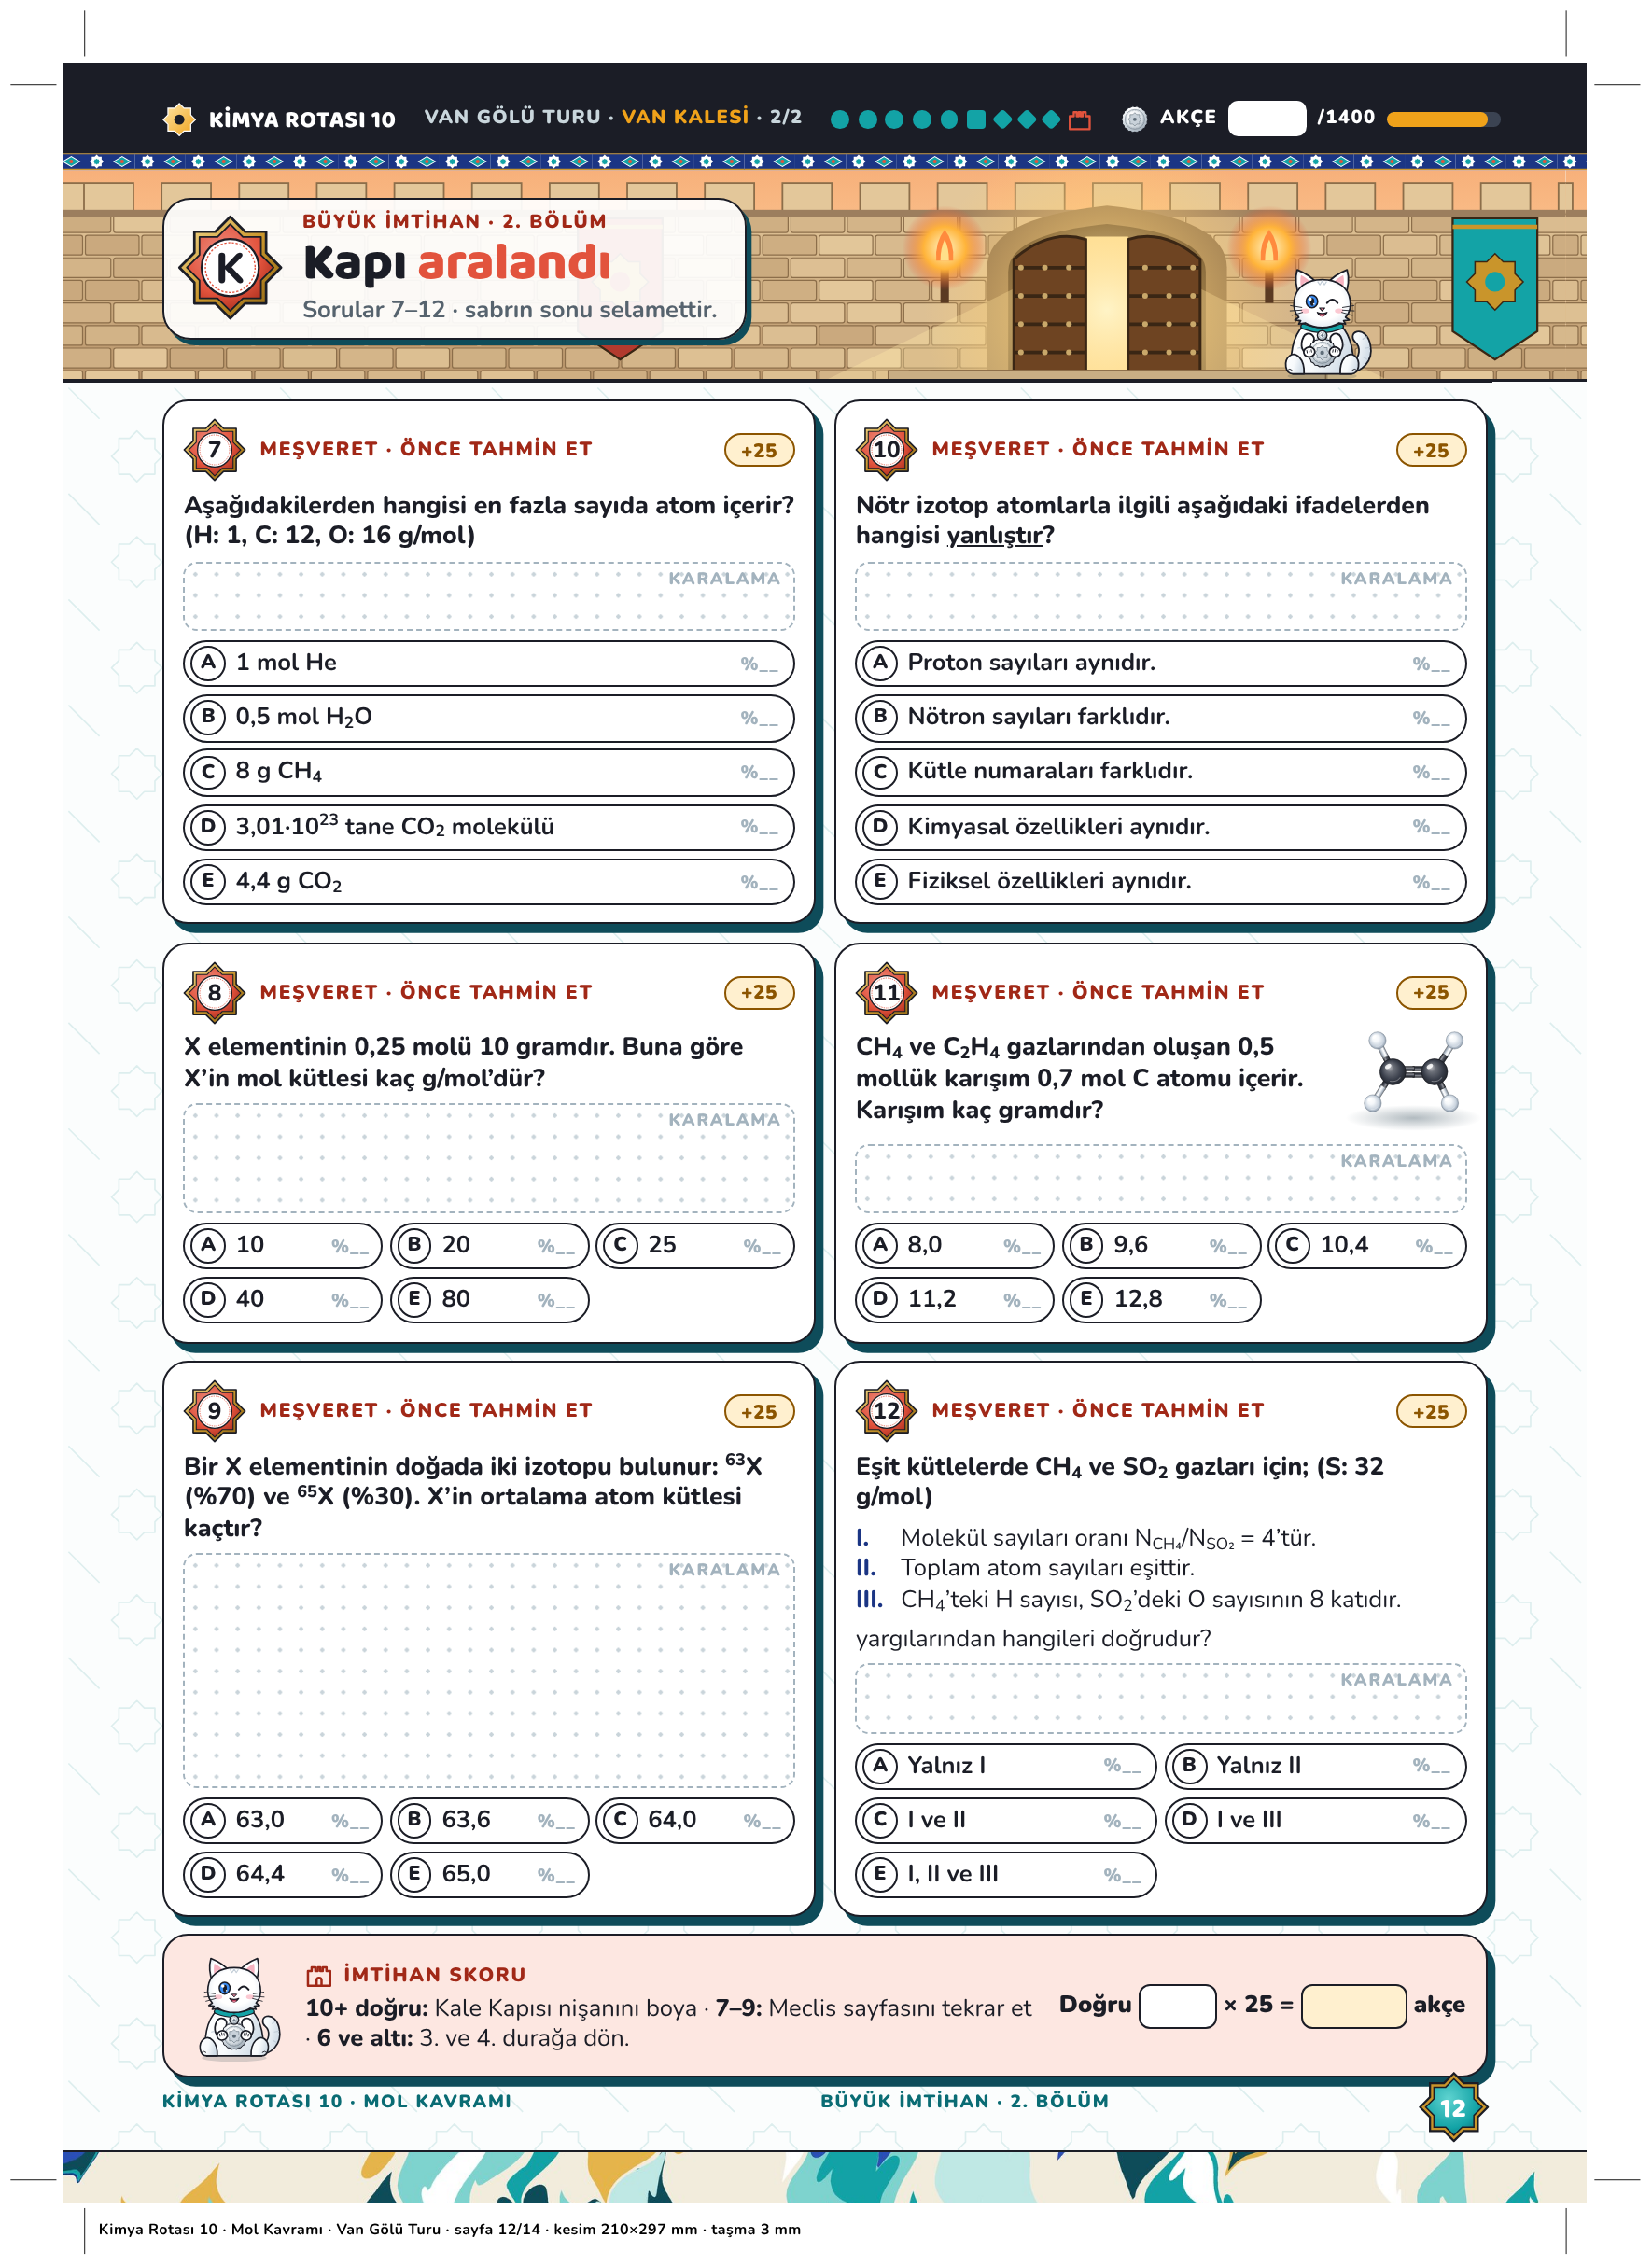 KİMYA ROTASI 10 VAN GÖLÜ TURU · VAN KALESİ · 2/2 AKÇE /1400
BÜYÜK İMTİHAN · 2. BÖLÜM
K
Kapı aralandı
Sorular 7–12 · sabrın sonu selamettir.
7 MEŞVERET · ÖNCE TAHMİN ET +25
Aşağıdakilerden hangisi en fazla sayıda atom içerir?
(H: 1, C: 12, O: 16 g/mol)
KARALAMA
A 1 mol He %__
B 0,5 mol H₂O %__
C 8 g CH₄ %__
D 3,01·10²³ tane CO₂ molekülü %__
E 4,4 g CO₂ %__
8 MEŞVERET · ÖNCE TAHMİN ET +25
X elementinin 0,25 molü 10 gramdır. Buna göre
X’in mol kütlesi kaç g/mol’dür?
KARALAMA
A 10 %__ B 20 %__ C 25 %__
D 40 %__ E 80 %__
9 MEŞVERET · ÖNCE TAHMİN ET +25
Bir X elementinin doğada iki izotopu bulunur: ⁶³X
(%70) ve ⁶⁵X (%30). X’in ortalama atom kütlesi
kaçtır?
KARALAMA
A 63,0 %__ B 63,6 %__ C 64,0 %__
D 64,4 %__ E 65,0 %__
10 MEŞVERET · ÖNCE TAHMİN ET +25
Nötr izotop atomlarla ilgili aşağıdaki ifadelerden
hangisi yanlıştır?
KARALAMA
A Proton sayıları aynıdır. %__
B Nötron sayıları farklıdır. %__
C Kütle numaraları farklıdır. %__
D Kimyasal özellikleri aynıdır. %__
E Fiziksel özellikleri aynıdır. %__
11 MEŞVERET · ÖNCE TAHMİN ET +25
CH₄ ve C₂H₄ gazlarından oluşan 0,5
mollük karışım 0,7 mol C atomu içerir.
Karışım kaç gramdır?
KARALAMA
A 8,0 %__ B 9,6 %__ C 10,4 %__
D 11,2 %__ E 12,8 %__
12 MEŞVERET · ÖNCE TAHMİN ET +25
Eşit kütlelerde CH₄ ve SO₂ gazları için; (S: 32
g/mol)
I. Molekül sayıları oranı N_CH₄/N_SO₂ = 4’tür.
II. Toplam atom sayıları eşittir.
III. CH₄’teki H sayısı, SO₂’deki O sayısının 8 katıdır.
yargılarından hangileri doğrudur?
KARALAMA
A Yalnız I %__ B Yalnız II %__
C I ve II %__ D I ve III %__
E I, II ve III %__
İMTİHAN SKORU
10+ doğru: Kale Kapısı nişanını boya · 7–9: Meclis sayfasını tekrar et
· 6 ve altı: 3. ve 4. durağa dön.
Doğru × 25 = akçe
KİMYA ROTASI 10 · MOL KAVRAMI BÜYÜK İMTİHAN · 2. BÖLÜM 12
Kimya Rotası 10 · Mol Kavramı · Van Gölü Turu · sayfa 12/14 · kesim 210×297 mm · taşma 3 mm